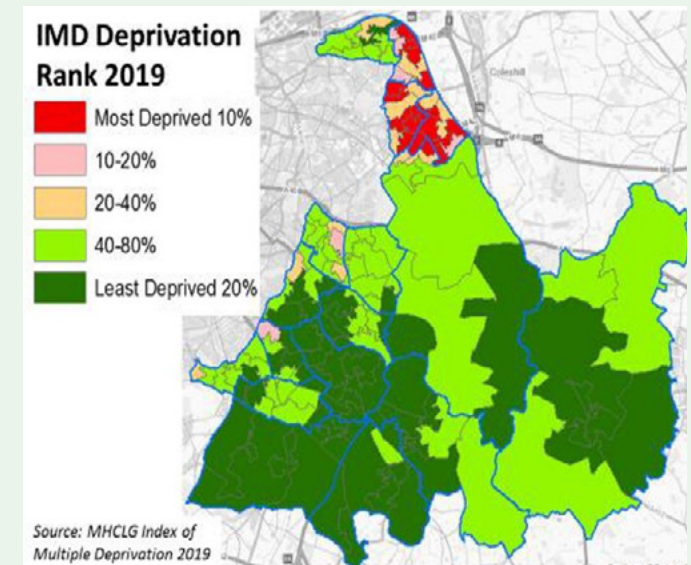 IMD Deprivation
Rank 2019
Most Deprived 10%
10-20%
20-40%
40-80%
Least Deprived 20%
Coleshill
Source: MHCLG Index of
Multiple Deprivation 2019